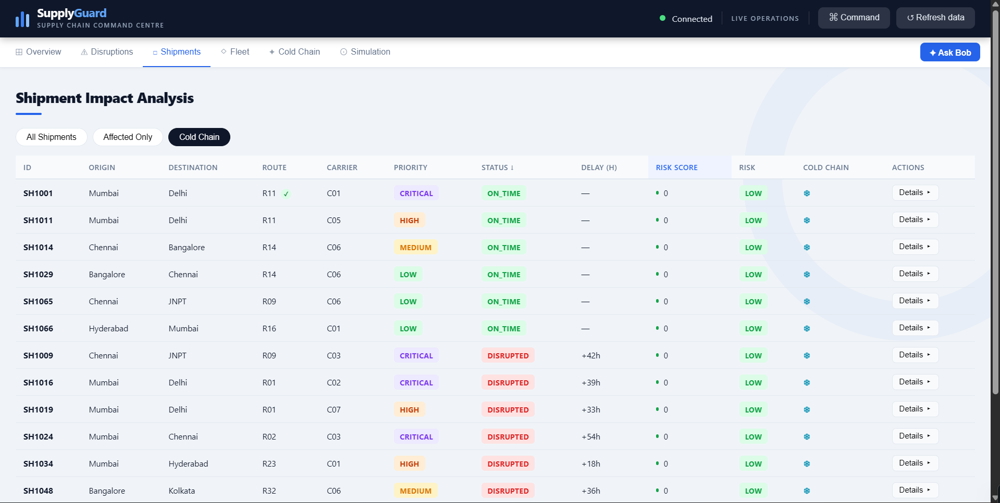 SupplyGuard
SUPPLY CHAIN COMMAND CENTRE
Connected
LIVE OPERATIONS
⌘ Command
↺ Refresh data
Overview
Disruptions
Shipments
Fleet
Cold Chain
Simulation
✦ Ask Bob
Shipment Impact Analysis
All Shipments
Affected Only
Cold Chain
ID ORIGIN DESTINATION ROUTE CARRIER PRIORITY STATUS ↓ DELAY (H) RISK SCORE RISK COLD CHAIN ACTIONS
SH1001 Mumbai Delhi R11 ✓ C01 CRITICAL ON_TIME — 0 LOW ❄ Details ▸
SH1011 Mumbai Delhi R11 C05 HIGH ON_TIME — 0 LOW ❄ Details ▸
SH1014 Chennai Bangalore R14 C06 MEDIUM ON_TIME — 0 LOW ❄ Details ▸
SH1029 Bangalore Chennai R14 C06 LOW ON_TIME — 0 LOW ❄ Details ▸
SH1065 Chennai JNPT R09 C06 LOW ON_TIME — 0 LOW ❄ Details ▸
SH1066 Hyderabad Mumbai R16 C01 LOW ON_TIME — 0 LOW ❄ Details ▸
SH1009 Chennai JNPT R09 C03 CRITICAL DISRUPTED +42h 0 LOW ❄ Details ▸
SH1016 Mumbai Delhi R01 C02 CRITICAL DISRUPTED +39h 0 LOW ❄ Details ▸
SH1019 Mumbai Delhi R01 C07 HIGH DISRUPTED +33h 0 LOW ❄ Details ▸
SH1024 Mumbai Chennai R02 C03 CRITICAL DISRUPTED +54h 0 LOW ❄ Details ▸
SH1034 Mumbai Hyderabad R23 C01 HIGH DISRUPTED +18h 0 LOW ❄ Details ▸
SH1048 Bangalore Kolkata R32 C06 MEDIUM DISRUPTED +36h 0 LOW ❄ Details ▸